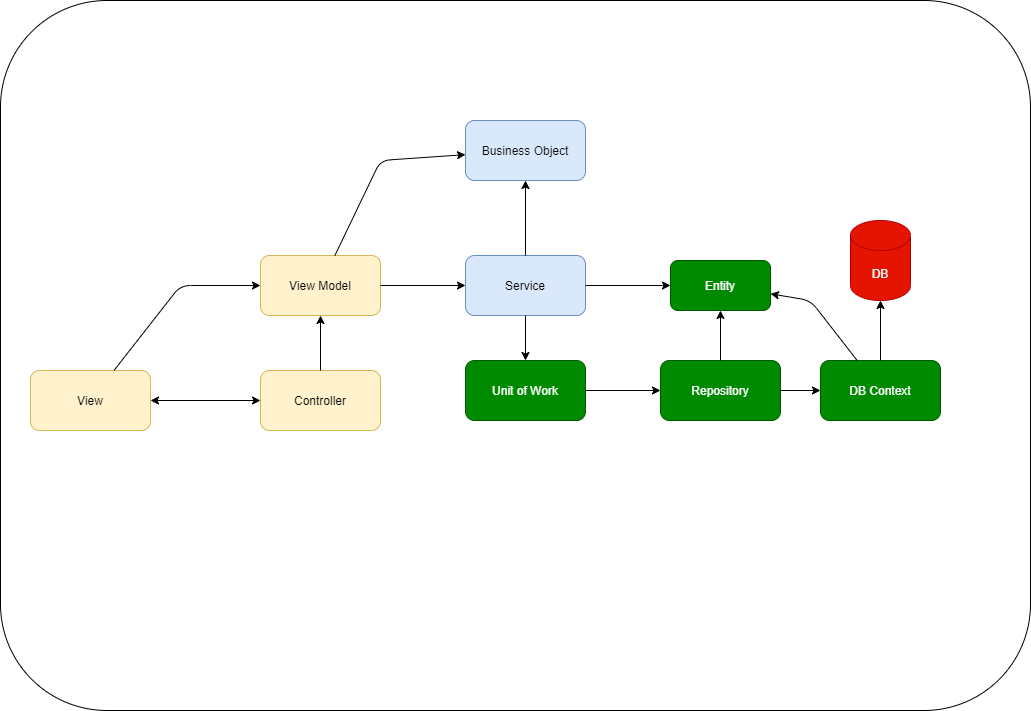 Business Object
DB
View Model
Service
Entity
View
Controller
Unit of Work
Repository
DB Context